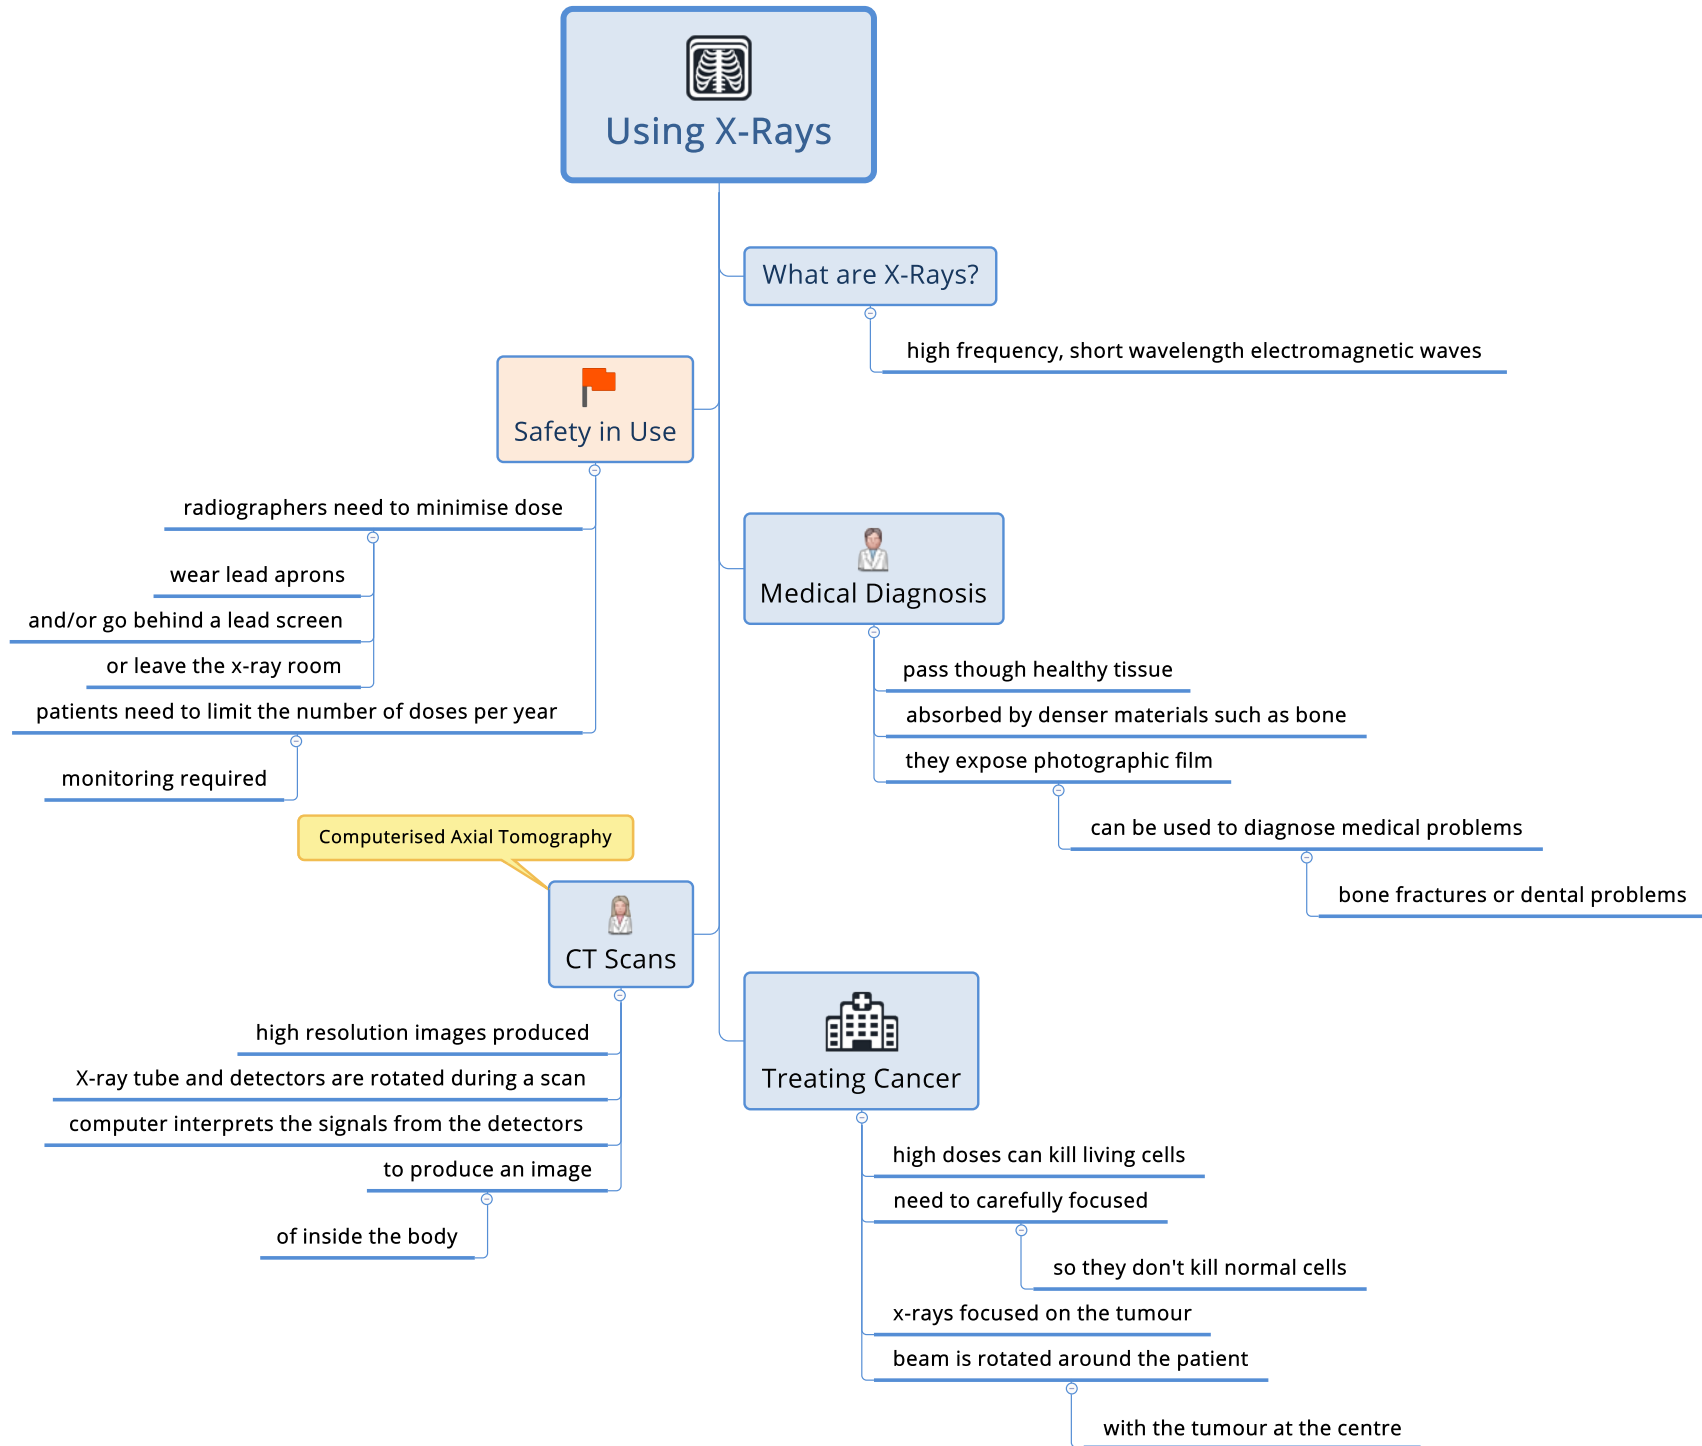 Using X-Rays
What are X-Rays?
high frequency, short wavelength electromagnetic waves
Safety in Use
radiographers need to minimise dose
wear lead aprons
and/or go behind a lead screen
or leave the x-ray room
patients need to limit the number of doses per year
monitoring required
Medical Diagnosis
pass though healthy tissue
absorbed by denser materials such as bone
they expose photographic film
can be used to diagnose medical problems
bone fractures or dental problems
Computerised Axial Tomography
CT Scans
high resolution images produced
X-ray tube and detectors are rotated during a scan
computer interprets the signals from the detectors
to produce an image
of inside the body
Treating Cancer
high doses can kill living cells
need to carefully focused
so they don't kill normal cells
x-rays focused on the tumour
beam is rotated around the patient
with the tumour at the centre